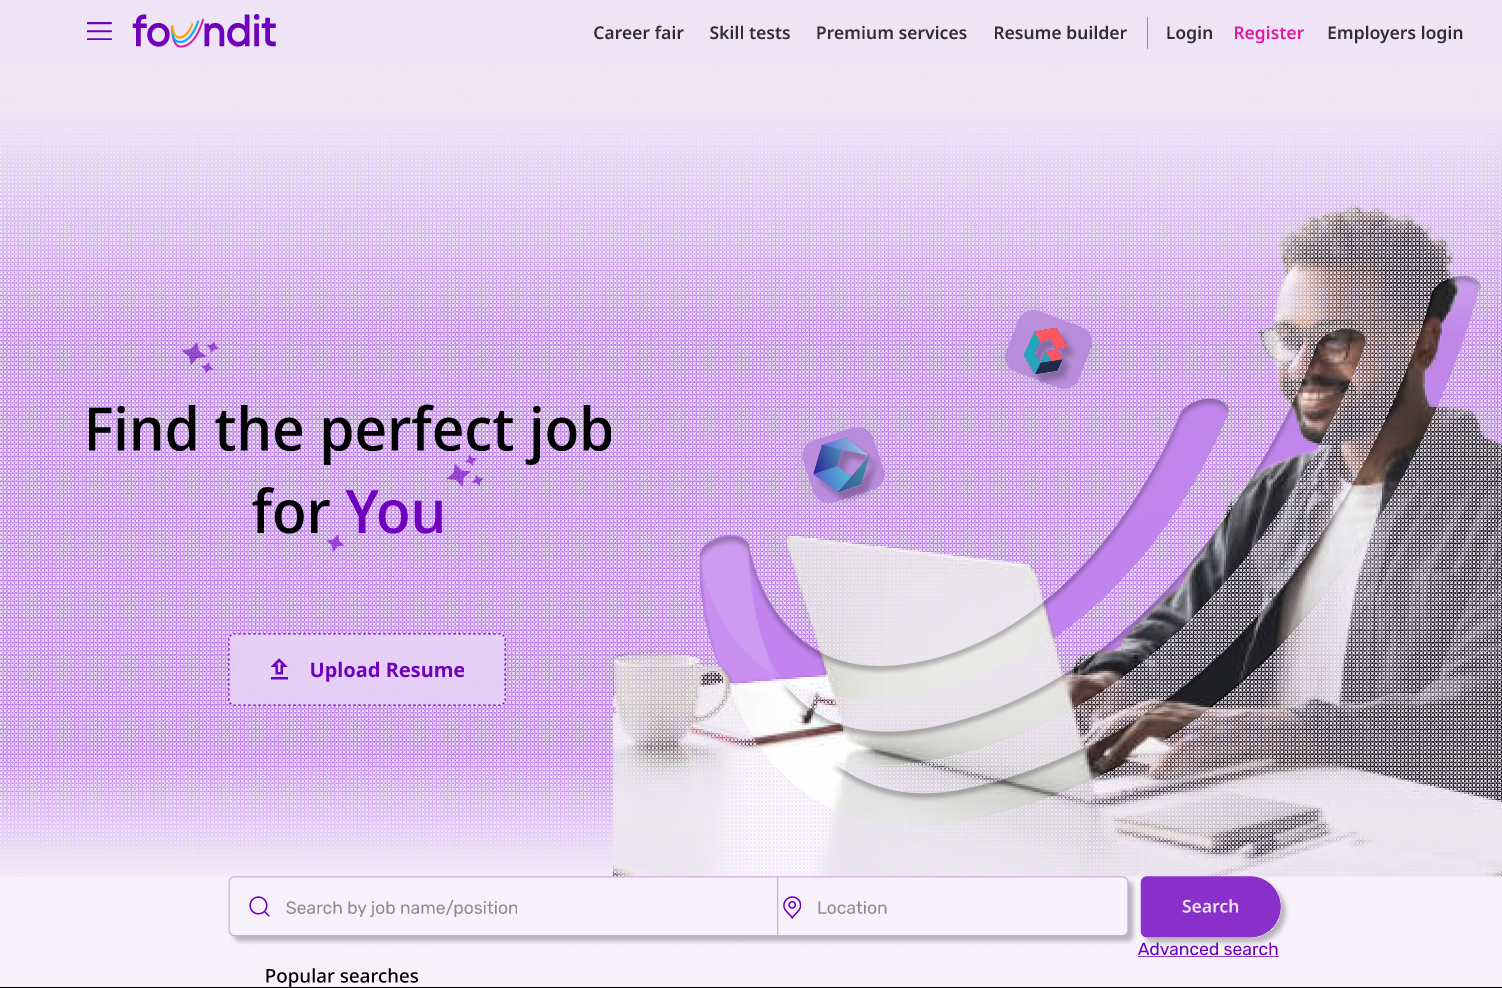 foundit
Career fair
Skill tests
Premium services
Resume builder
Login
Register
Employers login
Find the perfect job
for You
Upload Resume
Search by job name/position
Location
Search
Advanced search
Popular searches